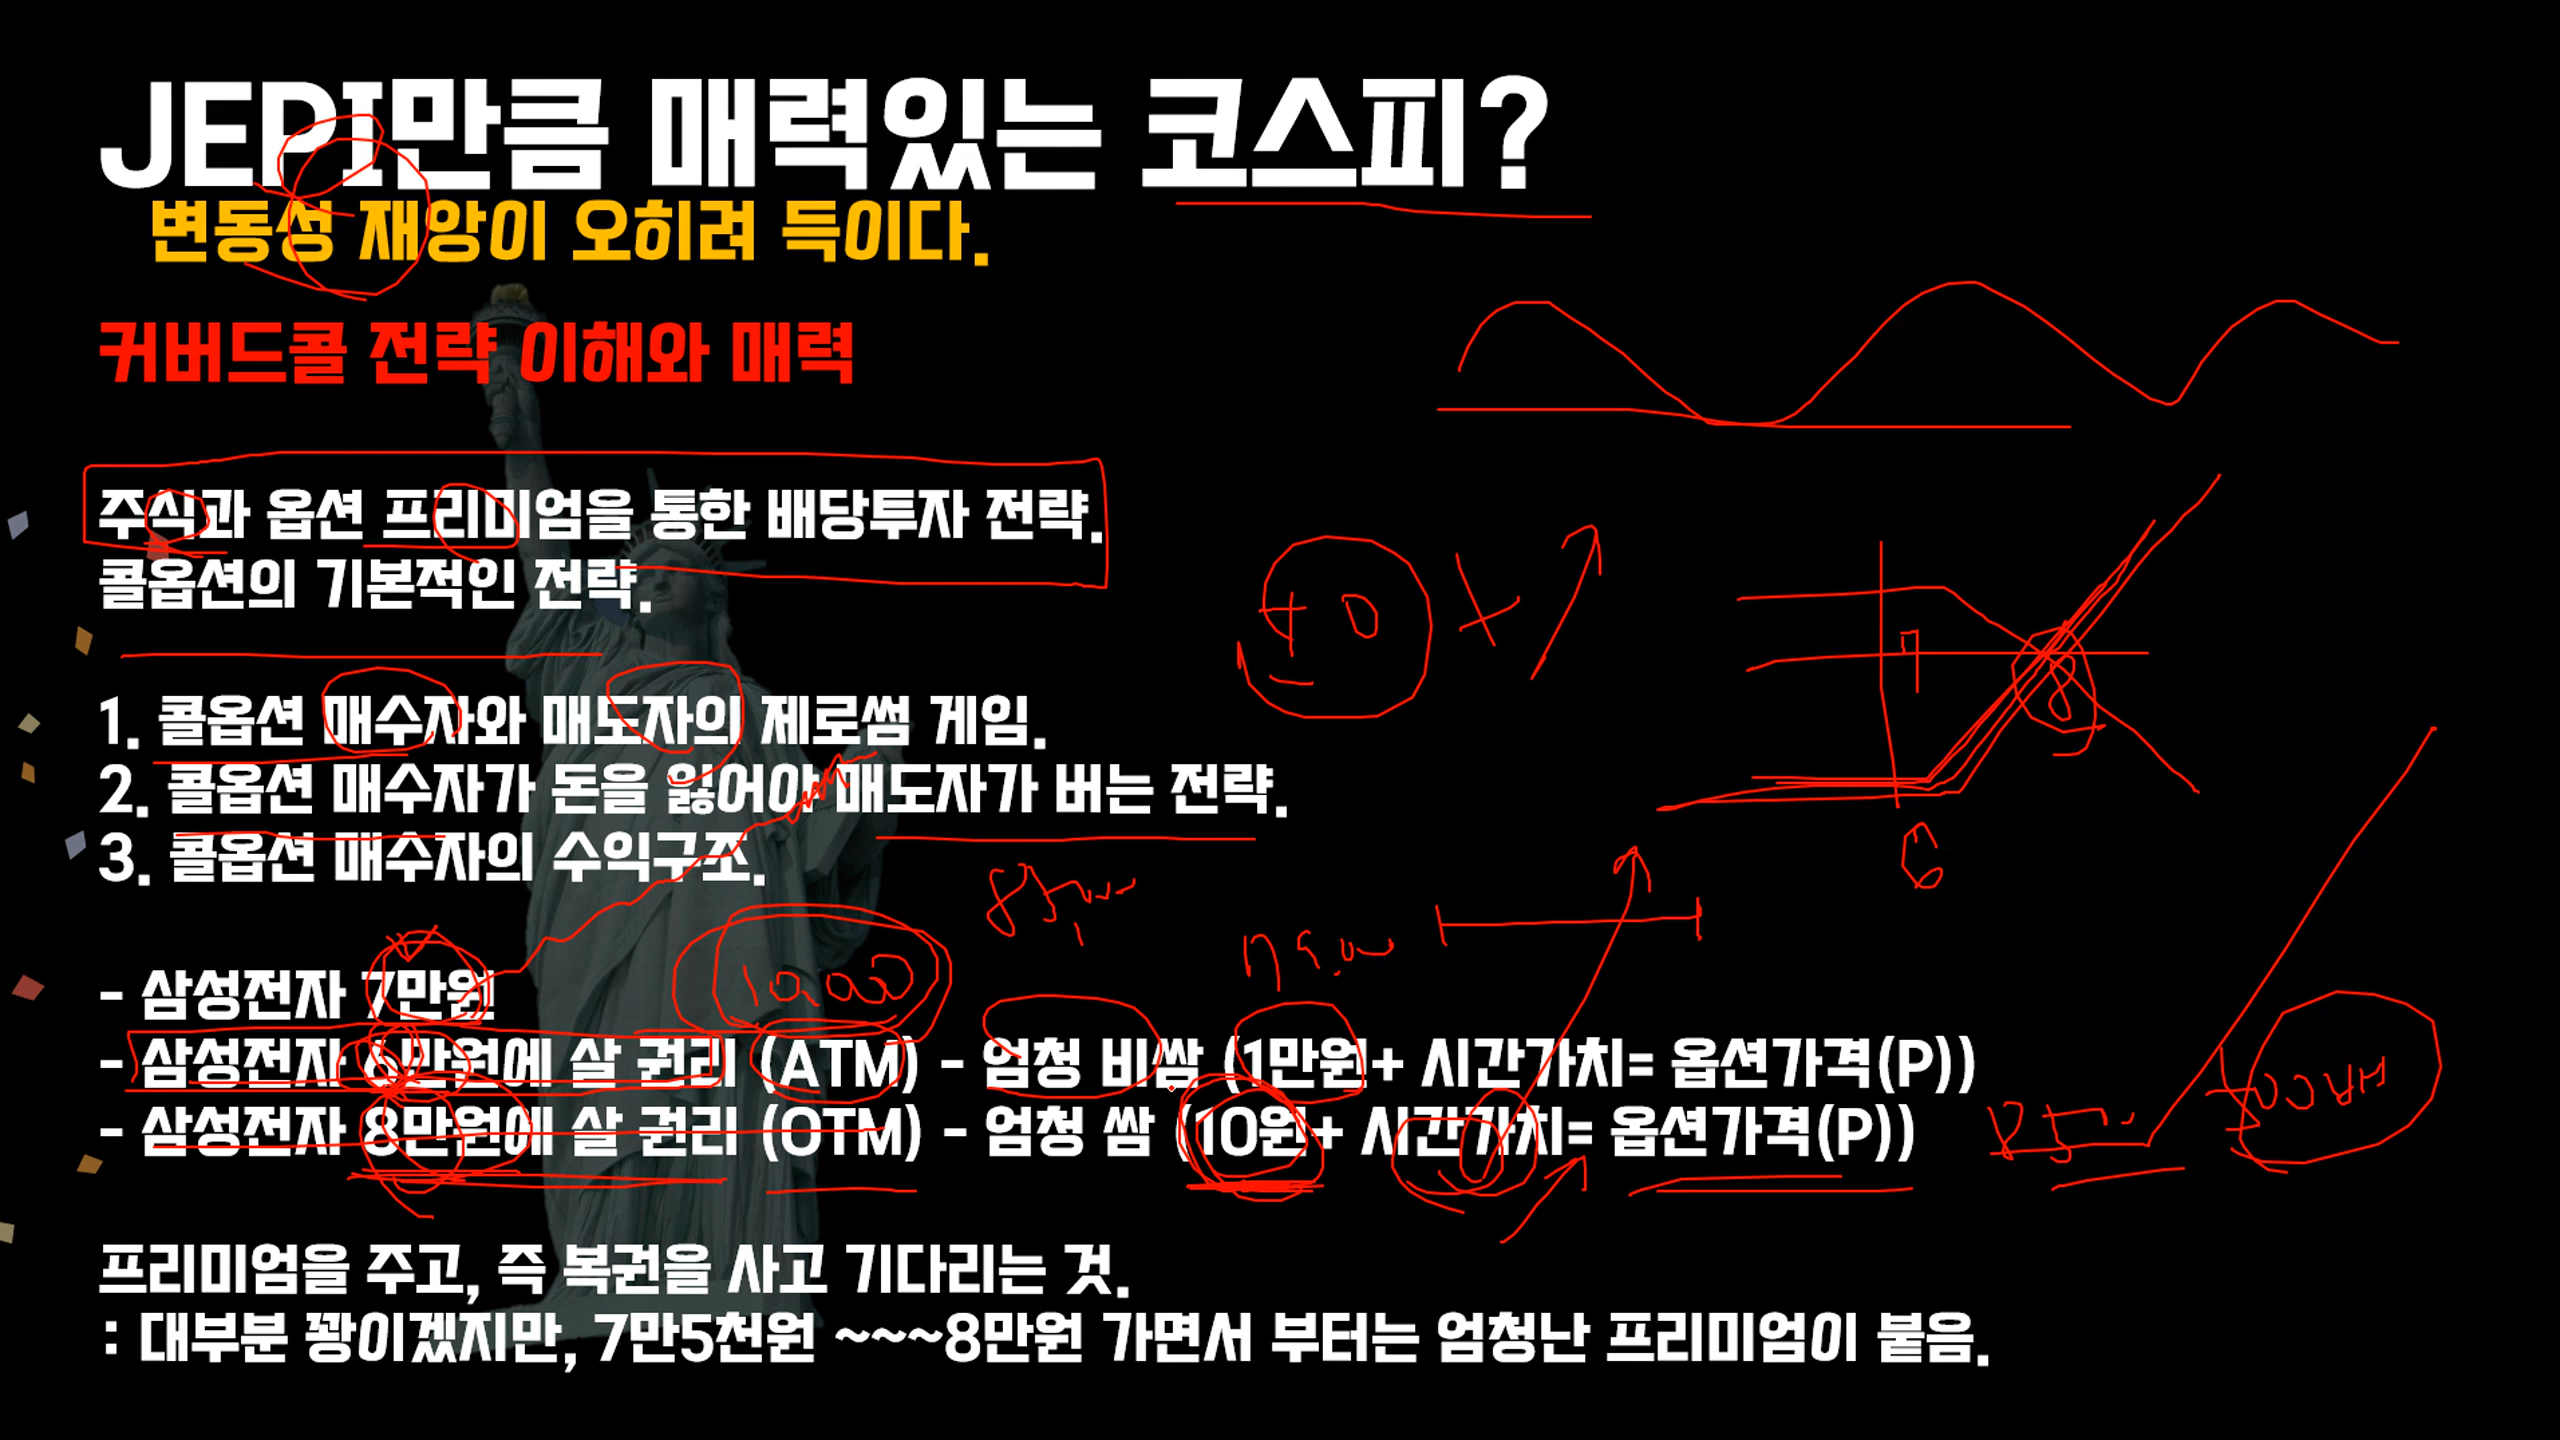 JEPI만큼 매력있는 코스피?
변동성 재앙이 오히려 득이다.
커버드콜 전략 이해와 매력
주식과 옵션 프리미엄을 통한 배당투자 전략.
콜옵션의 기본적인 전략.
1. 콜옵션 매수자와 매도자의 제로썸 게임.
2. 콜옵션 매수자가 돈을 잃어야 매도자가 버는 전략.
3. 콜옵션 매수자의 수익구조.
- 삼성전자 7만원
10,000
- 삼성전자 6만원에 살 권리 (ATM) - 엄청 비쌈 (1만원+ 시간가치= 옵션가격(P))
- 삼성전자 8만원에 살 권리 (OTM) - 엄청 쌈 (10원+ 시간가치= 옵션가격(P))
프리미엄을 주고, 즉 복권을 사고 기다리는 것.
: 대부분 꽝이겠지만, 7만5천원 ~~~8만원 가면서 부터는 엄청난 프리미엄이 붙음.
7
8
6